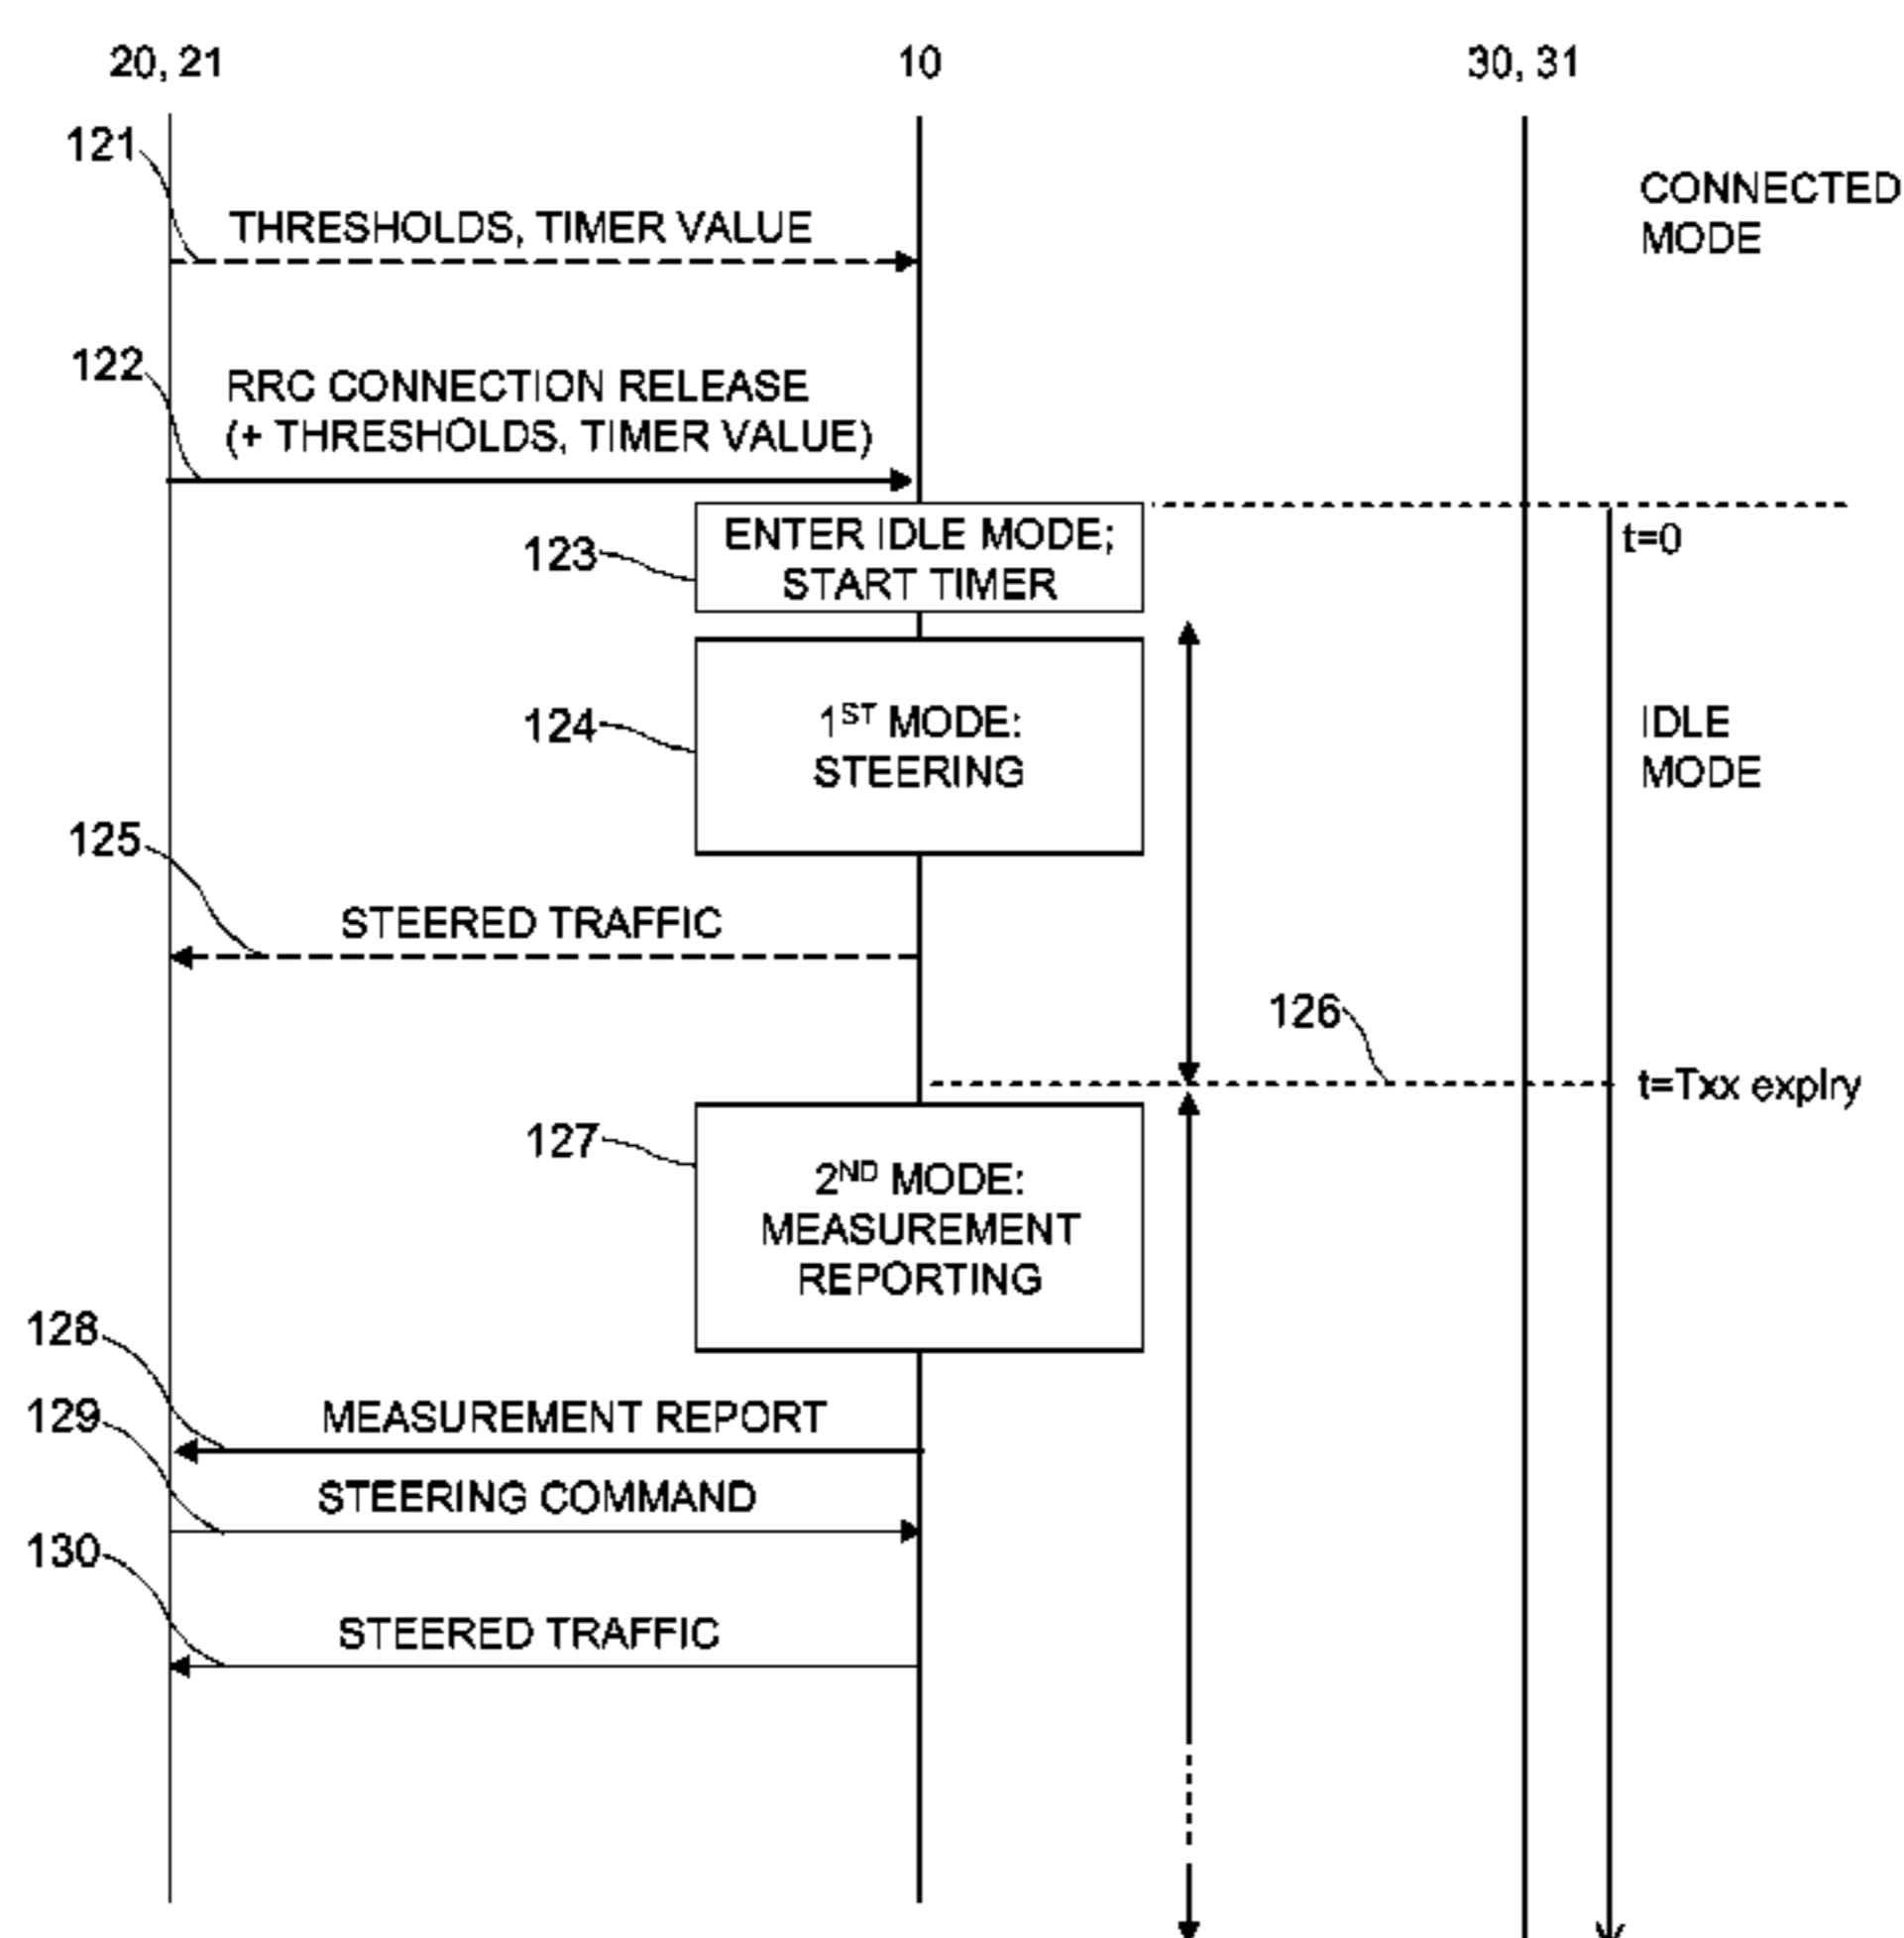 20, 21
10
30, 31
121
THRESHOLDS, TIMER VALUE
CONNECTED
MODE
122
RRC CONNECTION RELEASE
(+ THRESHOLDS, TIMER VALUE)
123
ENTER IDLE MODE;
START TIMER
t=0
124
1ST MODE:
STEERING
IDLE
MODE
125
STEERED TRAFFIC
126
t=Txx expiry
127
2ND MODE:
MEASUREMENT
REPORTING
128
MEASUREMENT REPORT
129
STEERING COMMAND
130
STEERED TRAFFIC